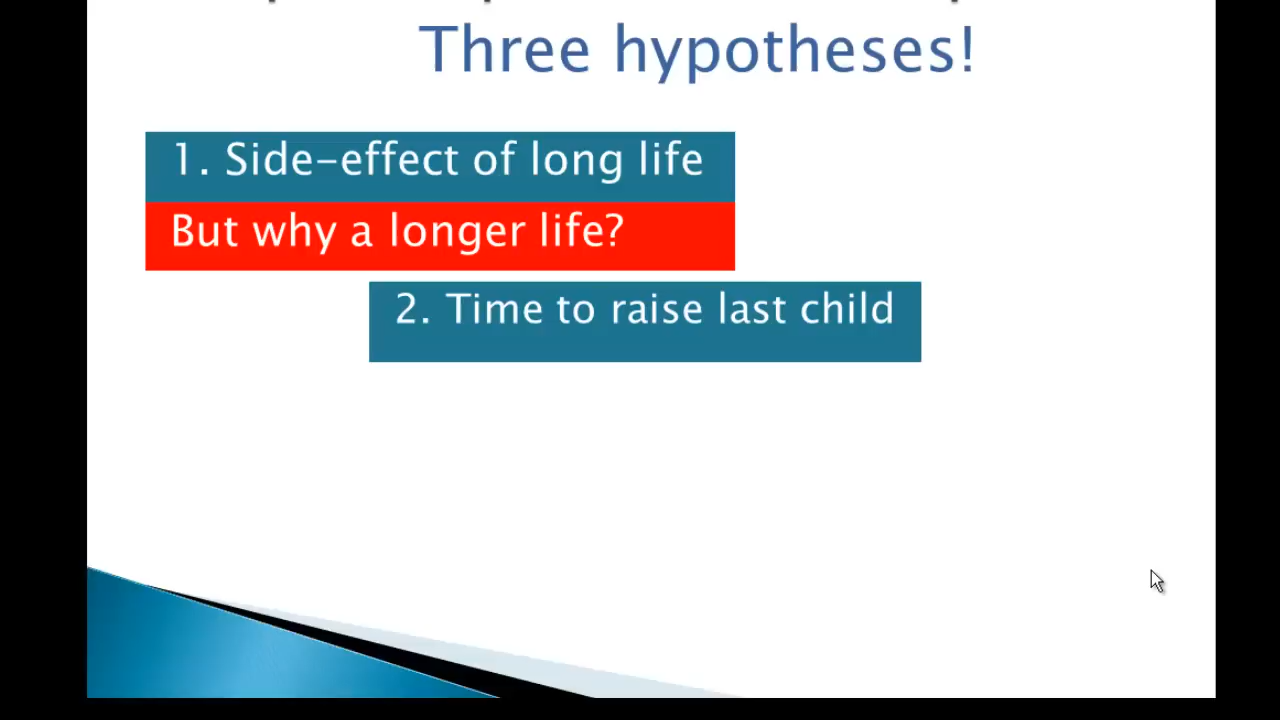 Three hypotheses!
1. Side-effect of long life
But why a longer life?
2. Time to raise last child